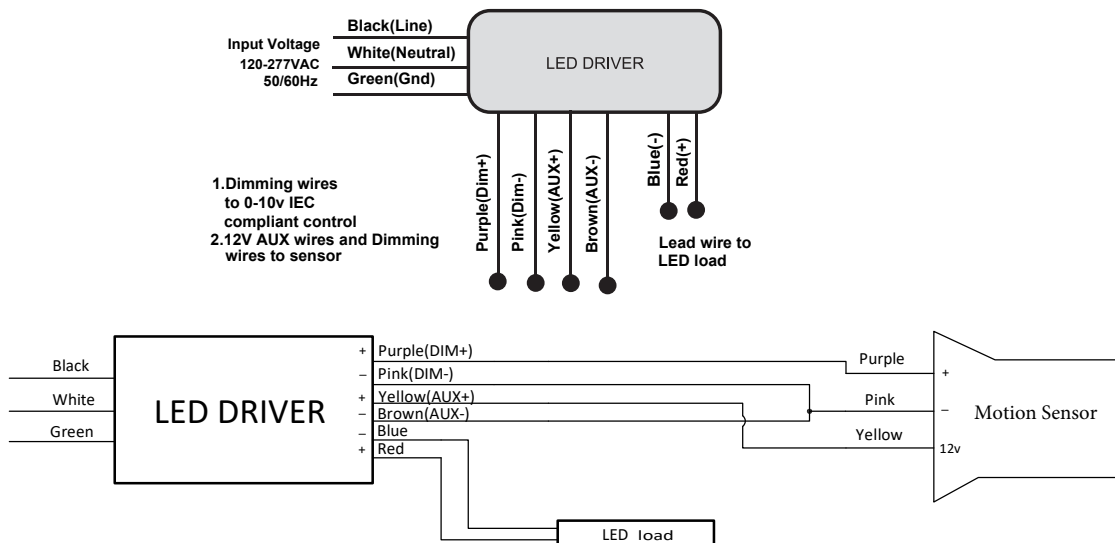 Input Voltage
120-277VAC
50/60Hz
Black(Line)
White(Neutral)
Green(Gnd)
LED DRIVER
Purple(Dim+)
Pink(Dim-)
Yellow(AUX+)
Brown(AUX-)
Blue(-)
Red(+)
1.Dimming wires
to 0-10v IEC
compliant control
2.12V AUX wires and Dimming
wires to sensor
Lead wire to
LED load
Black
White
Green
LED DRIVER
+ Purple(DIM+)
– Pink(DIM-)
+ Yellow(AUX+)
– Brown(AUX-)
– Blue
+ Red
Purple
Pink
Yellow
+
–
12v
Motion Sensor
LED load